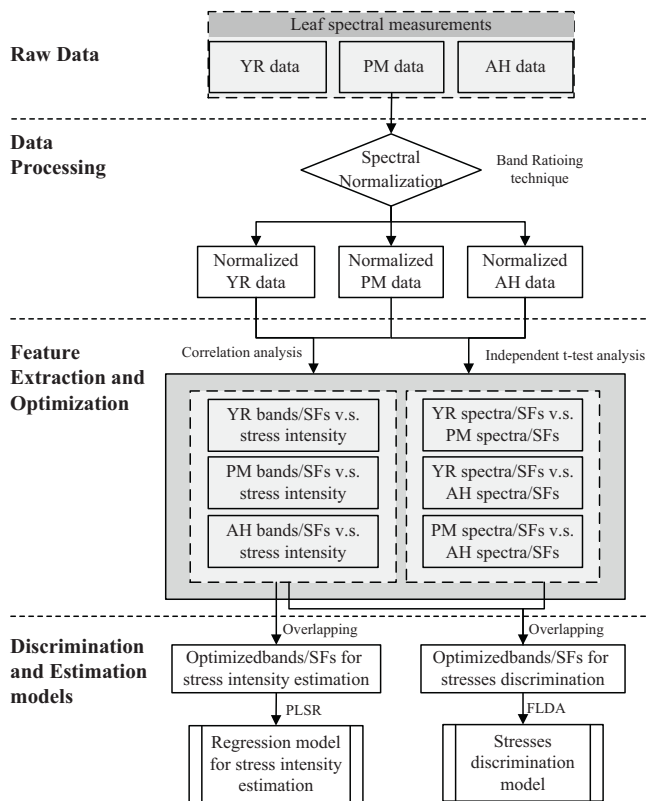 Leaf spectral measurements
Raw Data
YR data
PM data
AH data
Data
Processing
Spectral
Normalization
Band Ratioing
technique
Normalized
YR data
Normalized
PM data
Normalized
AH data
Feature
Extraction and
Optimization
Correlation analysis
Independent t-test analysis
YR bands/SFs v.s.
stress intensity
PM bands/SFs v.s.
stress intensity
AH bands/SFs v.s.
stress intensity
YR spectra/SFs v.s.
PM spectra/SFs
YR spectra/SFs v.s.
AH spectra/SFs
PM spectra/SFs v.s.
AH spectra/SFs
Discrimination
and Estimation
models
Overlapping
Overlapping
Optimizedbands/SFs for
stress intensity estimation
Optimizedbands/SFs for
stresses discrimination
PLSR
FLDA
Regression model
for stress intensity
estimation
Stresses
discrimination
model